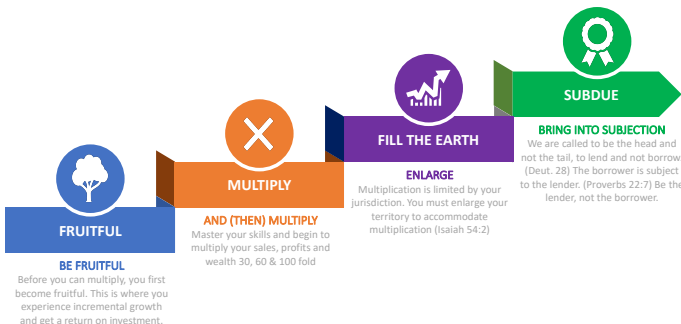 FRUITFUL
BE FRUITFUL
Before you can multiply, you first
become fruitful. This is where you
experience incremental growth
and get a return on investment.
MULTIPLY
AND (THEN) MULTIPLY
Master your skills and begin to
multiply your sales, profits and
wealth 30, 60 & 100 fold
FILL THE EARTH
ENLARGE
Multiplication is limited by your
jurisdiction. You must enlarge your
territory to accommodate
multiplication (Isaiah 54:2)
SUBDUE
BRING INTO SUBJECTION
We are called to be the head and
not the tail, to lend and not borrow.
(Deut. 28) The borrower is subject
to the lender. (Proverbs 22:7) Be the
lender, not the borrower.